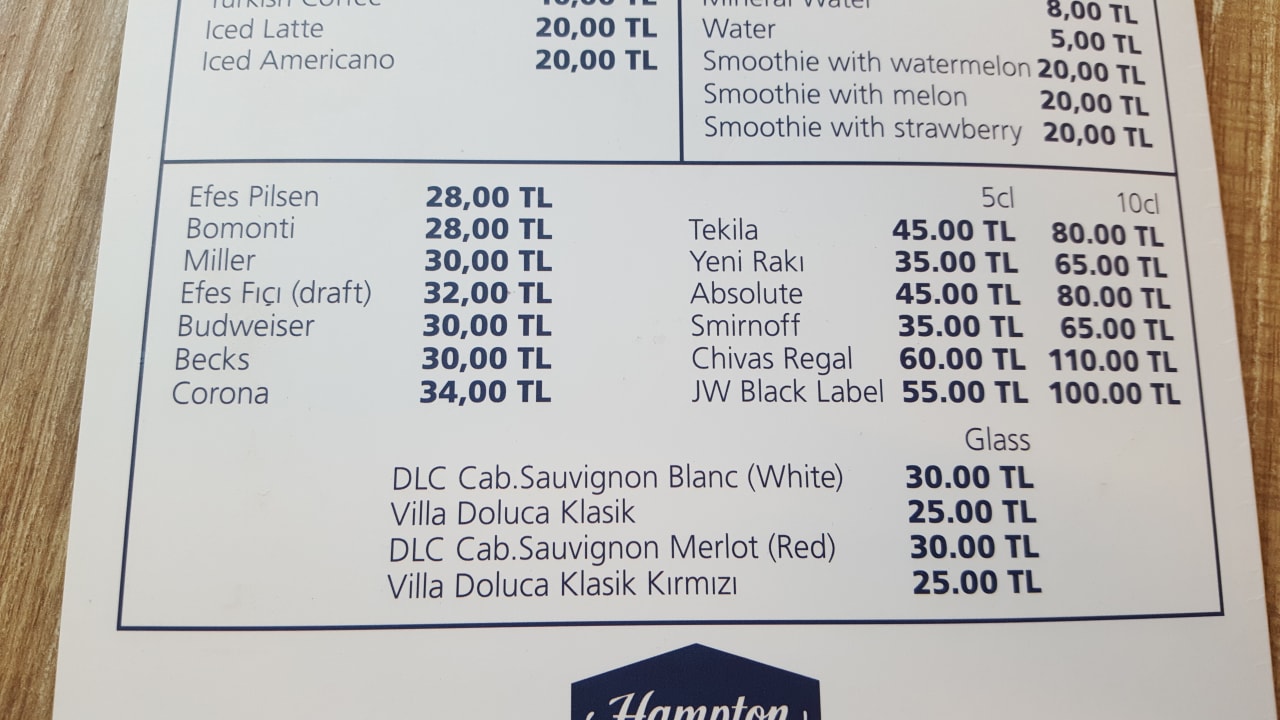 Turkish Coffee 10,00 TL
Iced Latte 20,00 TL
Iced Americano 20,00 TL
Mineral Water 8,00 TL
Water 5,00 TL
Smoothie with watermelon 20,00 TL
Smoothie with melon 20,00 TL
Smoothie with strawberry 20,00 TL
Efes Pilsen 28,00 TL
Bomonti 28,00 TL
Miller 30,00 TL
Efes Fıçı (draft) 32,00 TL
Budweiser 30,00 TL
Becks 30,00 TL
Corona 34,00 TL
5cl 10cl
Tekila 45.00 TL 80.00 TL
Yeni Rakı 35.00 TL 65.00 TL
Absolute 45.00 TL 80.00 TL
Smirnoff 35.00 TL 65.00 TL
Chivas Regal 60.00 TL 110.00 TL
JW Black Label 55.00 TL 100.00 TL
Glass
DLC Cab.Sauvignon Blanc (White) 30.00 TL
Villa Doluca Klasik 25.00 TL
DLC Cab.Sauvignon Merlot (Red) 30.00 TL
Villa Doluca Klasik Kırmızı 25.00 TL
Hampton